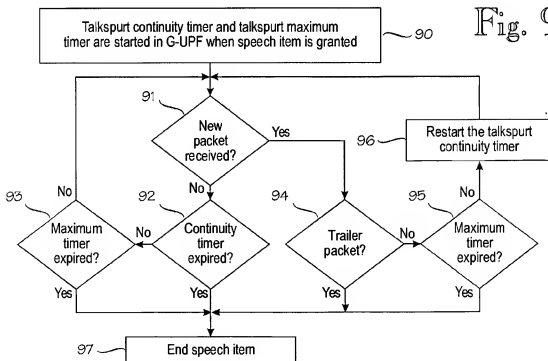 Talkspurt continuity timer and talkspurt maximum
timer are started in G-UPF when speech item is granted
90
Fig. 9
91
New
packet
received?
Yes
No
96
Restart the talkspurt
continuity timer
93
No
Maximum
timer
expired?
Yes
92
No
Continuity
timer
expired?
Yes
94
Trailer
packet?
No
Yes
95
No
Maximum
timer
expired?
Yes
97
End speech item